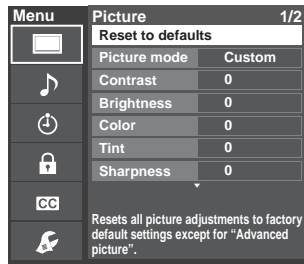 Menu
Picture 1/2
Reset to defaults
Picture mode Custom
Contrast 0
Brightness 0
Color 0
Tint 0
Sharpness 0
CC
Resets all picture adjustments to factory
default settings except for “Advanced
picture”.